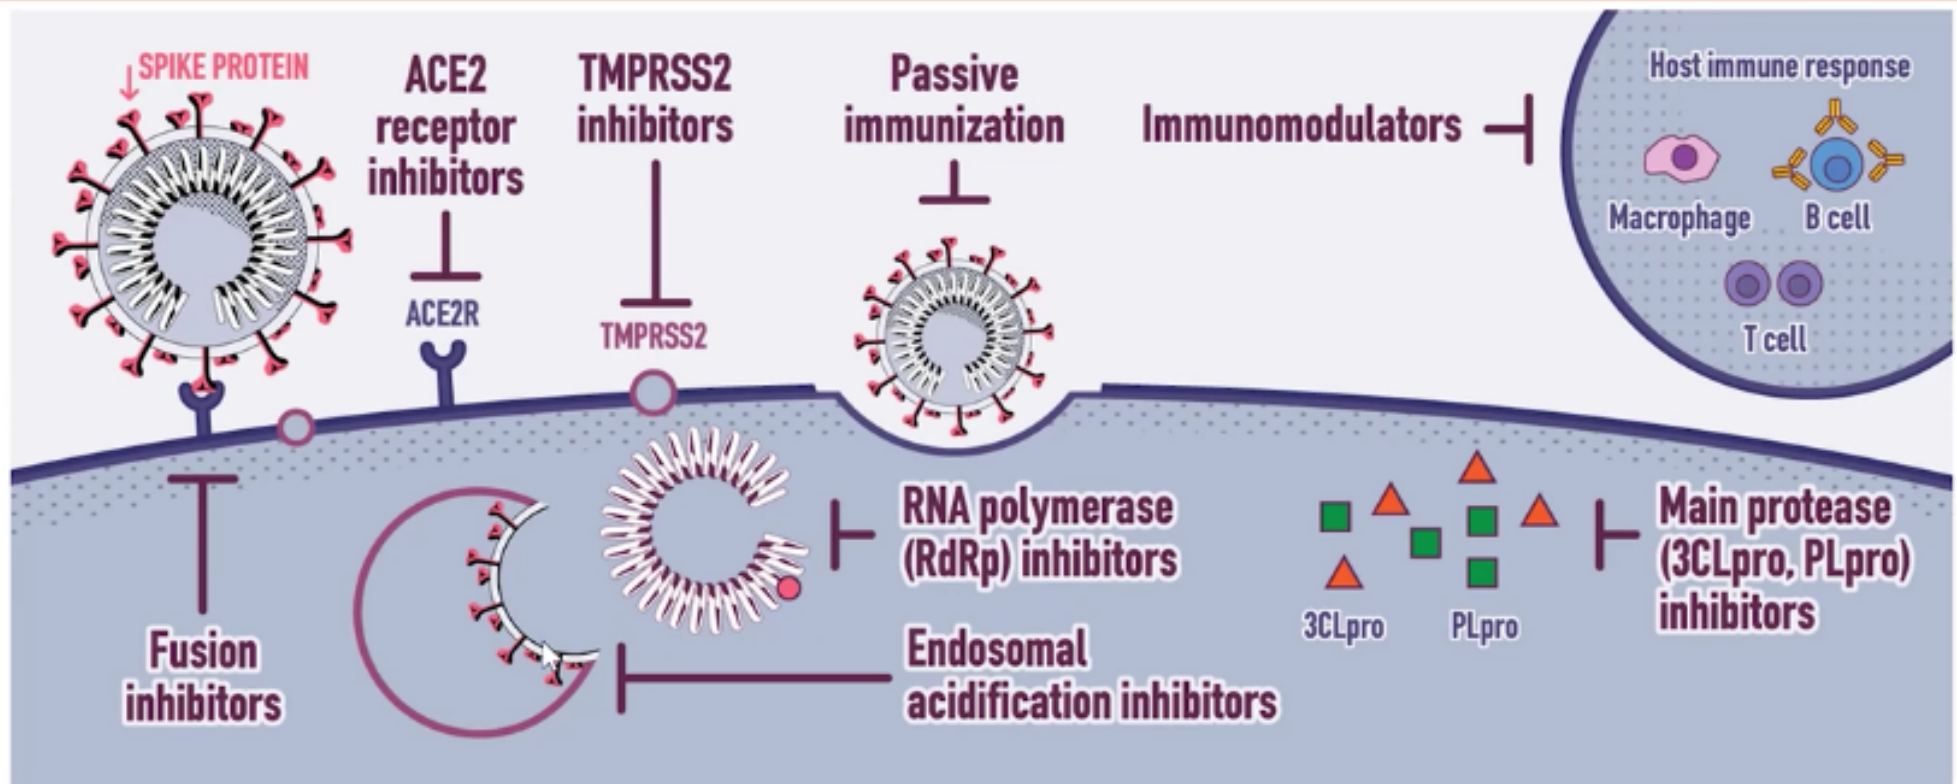 SPIKE PROTEIN
ACE2
receptor
inhibitors
ACE2R
TMPRSS2
inhibitors
TMPRSS2
Passive
immunization
Immunomodulators
Host immune response
Macrophage
B cell
T cell
Fusion
inhibitors
RNA polymerase
(RdRp) inhibitors
Endosomal
acidification inhibitors
3CLpro
PLpro
Main protease
(3CLpro, PLpro)
inhibitors